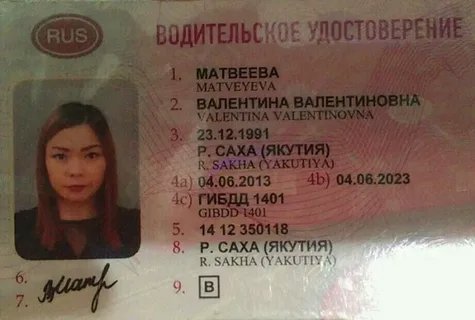 RUS
ВОДИТЕЛЬСКОЕ УДОСТОВЕРЕНИЕ
1. МАТВЕЕВА
MATVEYEVA
2. ВАЛЕНТИНА ВАЛЕНТИНОВНА
VALENTINA VALENTINOVNA
3. 23.12.1991
Р. САХА (ЯКУТИЯ)
R. SAKHA (YAKUTIYA)
4a) 04.06.2013 4b) 04.06.2023
4c) ГИБДД 1401
GIBDD 1401
5. 14 12 350118
8. Р. САХА (ЯКУТИЯ)
R. SAKHA (YAKUTIYA)
6.
7.
9. B